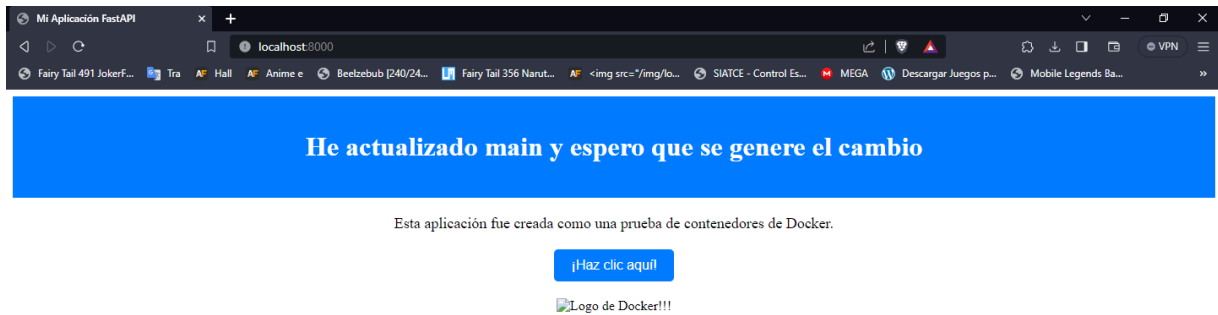 Mi Aplicación FastAPI
localhost:8000
VPN
Fairy Tail 491 JokerF... Tra AF Hall AF Anime e Beelzebub [240/24... Fairy Tail 356 Narut... AF <img src="/img/lo... SIATCE - Control Es... M MEGA Descargar Juegos p... Mobile Legends Ba... »
He actualizado main y espero que se genere el cambio
Esta aplicación fue creada como una prueba de contenedores de Docker.
¡Haz clic aquí!
Logo de Docker!!!